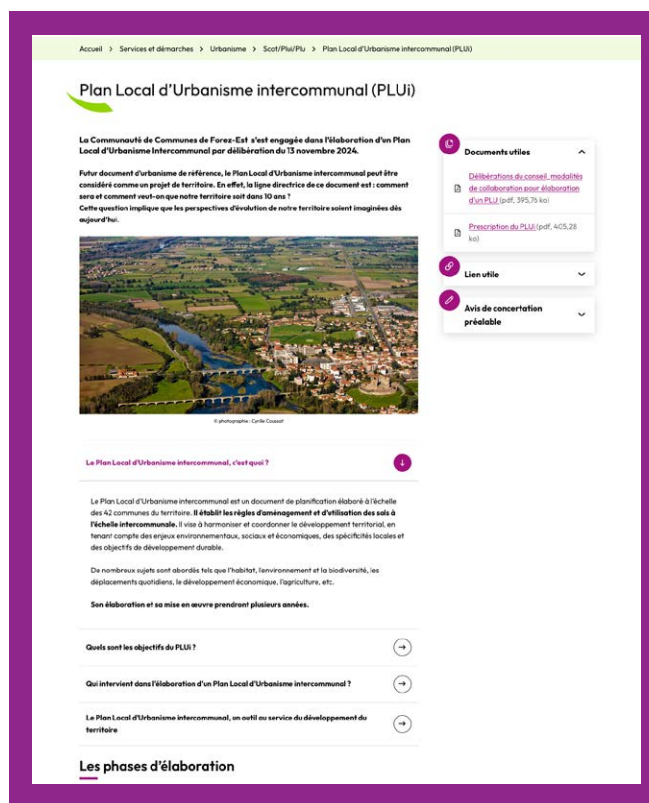 Accueil > Services et démarches > Urbanisme > Scot/Plui/Plu > Plan Local d'Urbanisme intercommunal (PLUi)
Plan Local d'Urbanisme intercommunal (PLUi)
La Communauté de Communes de Forez-Est s'est engagée dans l'élaboration d'un Plan
Local d'Urbanisme Intercommunal par délibération du 13 novembre 2024.
Futur document d'urbanisme de référence, le Plan Local d'Urbanisme intercommunal peut être
considéré comme un projet de territoire. En effet, la ligne directrice de ce document est : comment
sera et comment veut-on que notre territoire soit dans 10 ans ?
Cette question implique que les perspectives d'évolution de notre territoire soient imaginées dès
aujourd'hui.
© photographie : Cyrille Coussat
Le Plan Local d'Urbanisme intercommunal, c'est quoi ?
Le Plan Local d'Urbanisme intercommunal est un document de planification élaboré à l'échelle
des 42 communes du territoire. Il établit les règles d'aménagement et d'utilisation des sols à
l'échelle intercommunale. Il vise à harmoniser et coordonner le développement territorial, en
tenant compte des enjeux environnementaux, sociaux et économiques, des spécificités locales et
des objectifs de développement durable.
De nombreux sujets sont abordés tels que l'habitat, l'environnement et la biodiversité, les
déplacements quotidiens, le développement économique, l'agriculture, etc.
Son élaboration et sa mise en œuvre prendront plusieurs années.
Quels sont les objectifs du PLUi ?
Qui intervient dans l'élaboration d'un Plan Local d'Urbanisme intercommunal ?
Le Plan Local d'Urbanisme intercommunal, un outil au service du développement du
territoire
Les phases d'élaboration
Documents utiles
Délibérations du conseil_modalités
de collaboration pour élaboration
d'un PLU (pdf, 395,76 ko)
Prescription du PLUi (pdf, 405,28
ko)
Lien utile
Avis de concertation
préalable